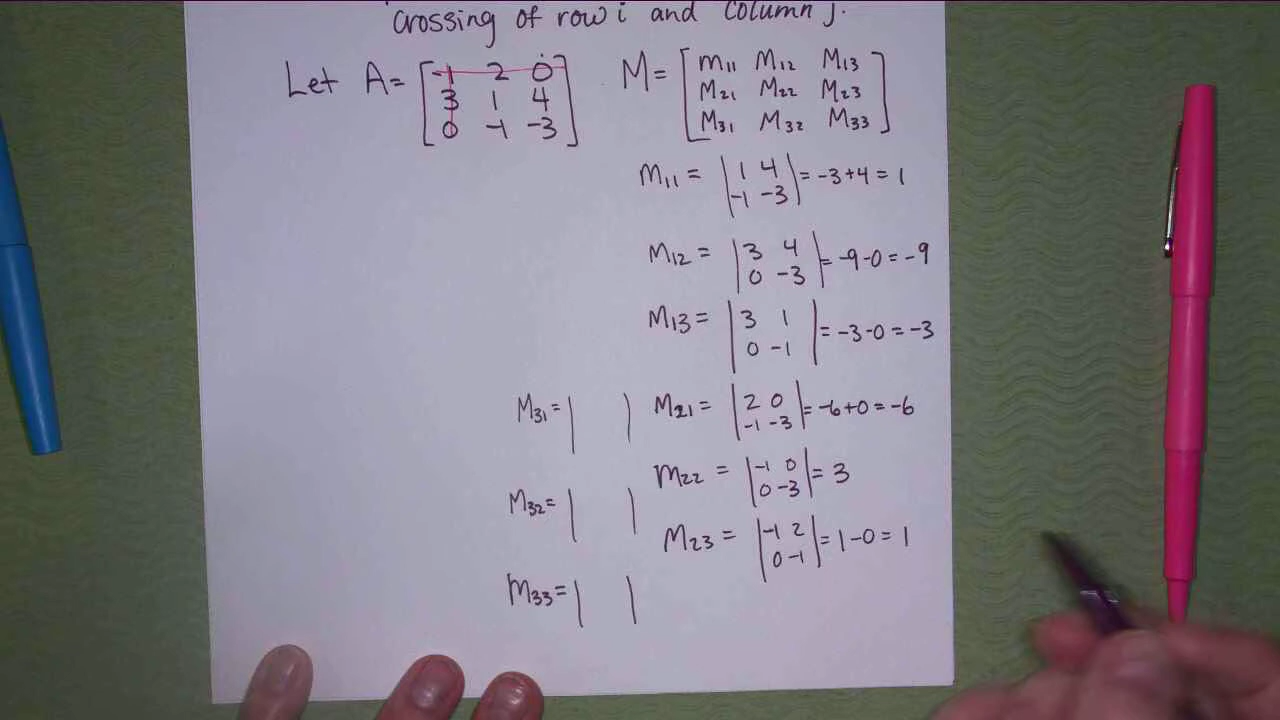 crossing of row i and column j.
Let A = [ -1 2 0 M = [ M11 M12 M13
3 1 4 M21 M22 M23
0 -1 -3 ] M31 M32 M33 ]
M11 = | 1 4
-1 -3 | = -3+4 = 1
M12 = | 3 4
0 -3 | = -9-0 = -9
M13 = | 3 1
0 -1 | = -3-0 = -3
M21 = | 2 0
-1 -3 | = -6+0 = -6
M22 = | -1 0
0 -3 | = 3
M23 = | -1 2
0 -1 | = 1-0 = 1
M31 = | |
M32 = | |
M33 = | |